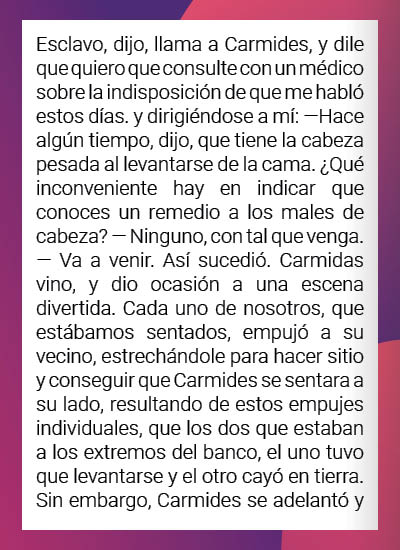 Esclavo, dijo, llama a Carmides, y dile
que quiero que consulte con un médico
sobre la indisposición de que me habló
estos días. y dirigiéndose a mí: —Hace
algún tiempo, dijo, que tiene la cabeza
pesada al levantarse de la cama. ¿Qué
inconveniente hay en indicar que
conoces un remedio a los males de
cabeza? — Ninguno, con tal que venga.
— Va a venir. Así sucedió. Carmidas
vino, y dio ocasión a una escena
divertida. Cada uno de nosotros, que
estábamos sentados, empujó a su
vecino, estrechándole para hacer sitio
y conseguir que Carmides se sentara a
su lado, resultando de estos empujes
individuales, que los dos que estaban
a los extremos del banco, el uno tuvo
que levantarse y el otro cayó en tierra.
Sin embargo, Carmides se adelantó y